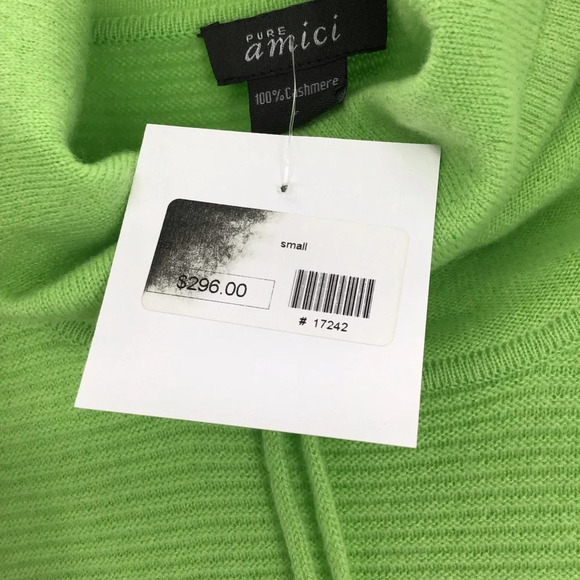 PURE
amici
100% Cashmere
small
$296.00
# 17242